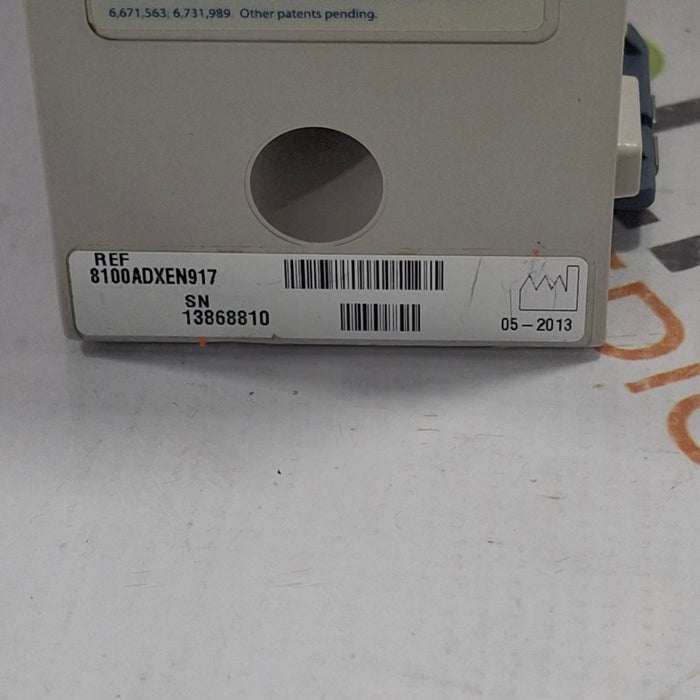 6,671,563, 6,731,989. Other patents pending.
REF
8100ADXEN917
SN
13868810
05-2013